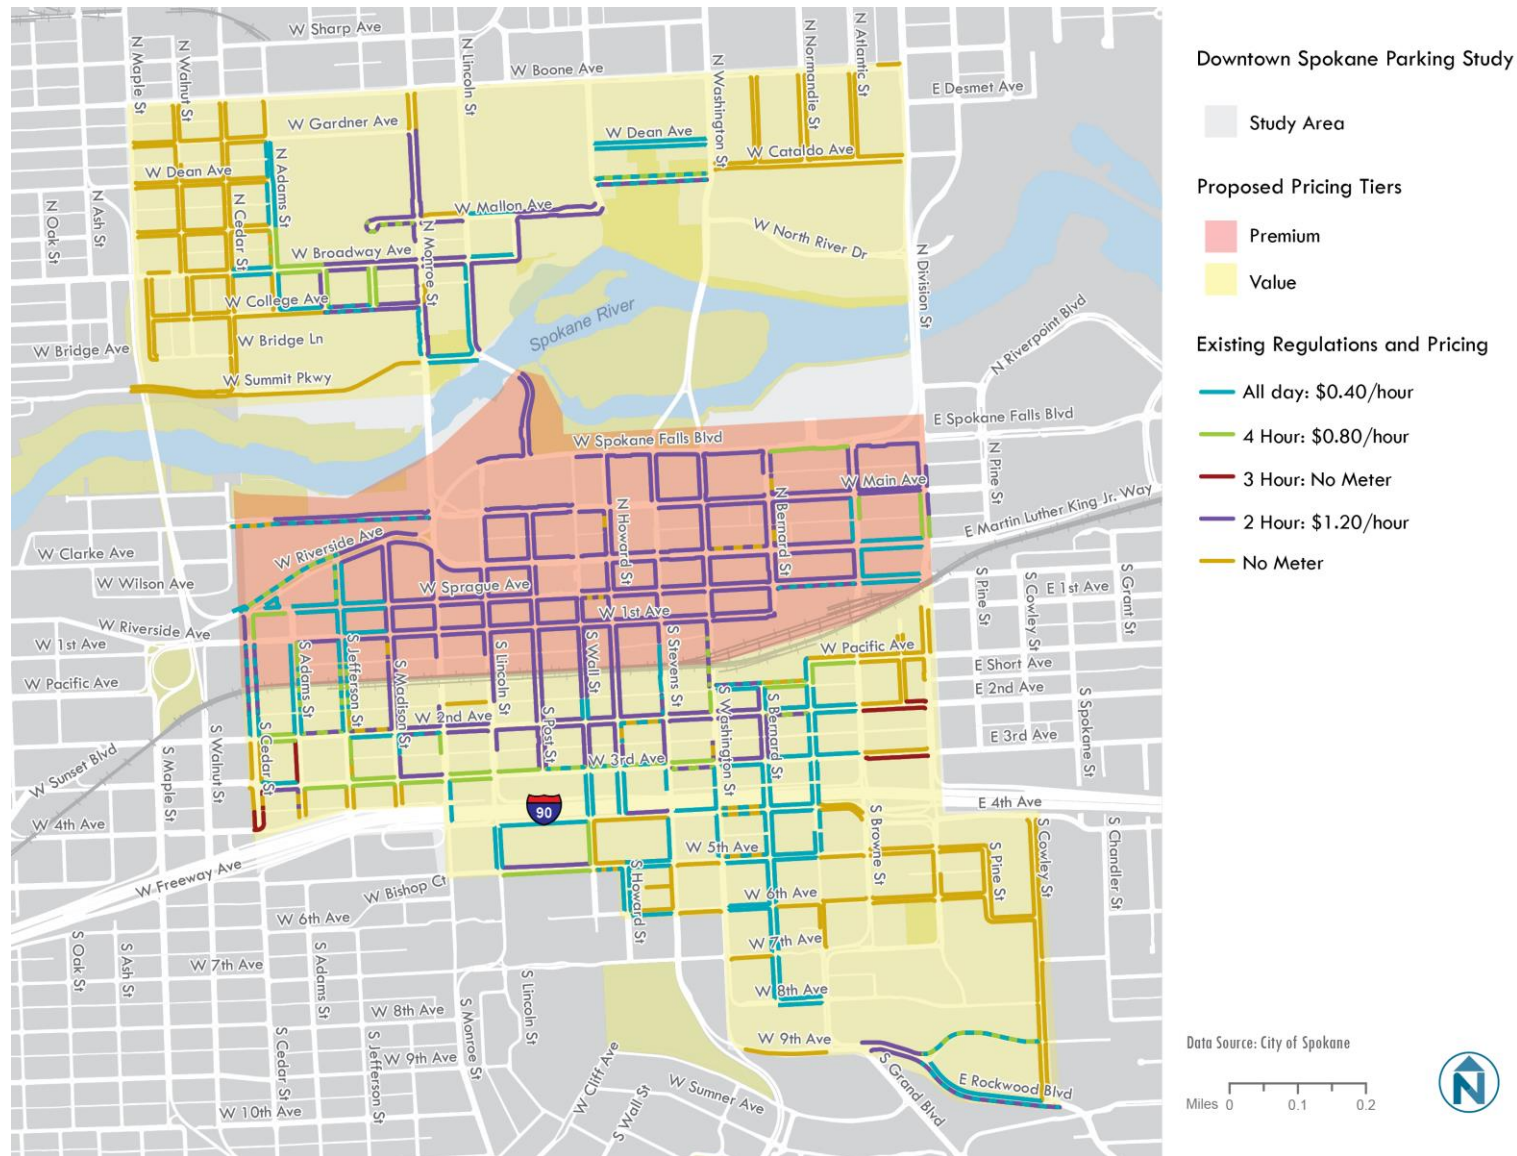 Downtown Spokane Parking Study
Study Area
Proposed Pricing Tiers
Premium
Value
Existing Regulations and Pricing
All day: $0.40/hour
4 Hour: $0.80/hour
3 Hour: No Meter
2 Hour: $1.20/hour
No Meter
Data Source: City of Spokane
Miles 0 0.1 0.2
N
W Sharp Ave
W Boone Ave
N Maple St
N Walnut St
N Lincoln St
N Washington St
N Normandie St
N Atlantic St
E Desmet Ave
W Gardner Ave
W Dean Ave
W Cataldo Ave
W Dean Ave
N Adams St
N Oak St
N Ash St
N Cedar St
W Mallon Ave
N Monroe St
W Broadway Ave
W North River Dr
N Division St
W College Ave
Spokane River
W Bridge Ave
W Bridge Ln
N Riverpoint Blvd
W Summit Pkwy
E Spokane Falls Blvd
W Spokane Falls Blvd
N Pine St
W Main Ave
N Howard St
N Bernard St
E Martin Luther King Jr. Way
W Clarke Ave
W Riverside Ave
W Wilson Ave
W Sprague Ave
S Pine St
S Cowley St
E 1st Ave
S Grant St
W Riverside Ave
W 1st Ave
W 1st Ave
W Pacific Ave
W Pacific Ave
S Adams St
S Jefferson St
S Madison St
S Lincoln St
S Wall St
S Stevens St
E Short Ave
E 2nd Ave
S Spokane St
W 2nd Ave
S Post St
S Washington St
S Bernard St
E 3rd Ave
W 3rd Ave
W Sunset Blvd
S Maple St
S Walnut St
S Cedar St
90
E 4th Ave
W 4th Ave
W Freeway Ave
W 5th Ave
S Browne St
S Pine St
S Cowley St
S Chandler St
W Bishop Ct
S Howard St
W 6th Ave
W 6th Ave
S Oak St
S Ash St
W 7th Ave
S Adams St
W 7th Ave
S Lincoln St
W 8th Ave
W 8th Ave
S Monroe St
W 9th Ave
W 9th Ave
S Cedar St
S Jefferson St
W Cliff Ave
S Wall St
W Sumner Ave
S Grand Blvd
E Rockwood Blvd
W 10th Ave